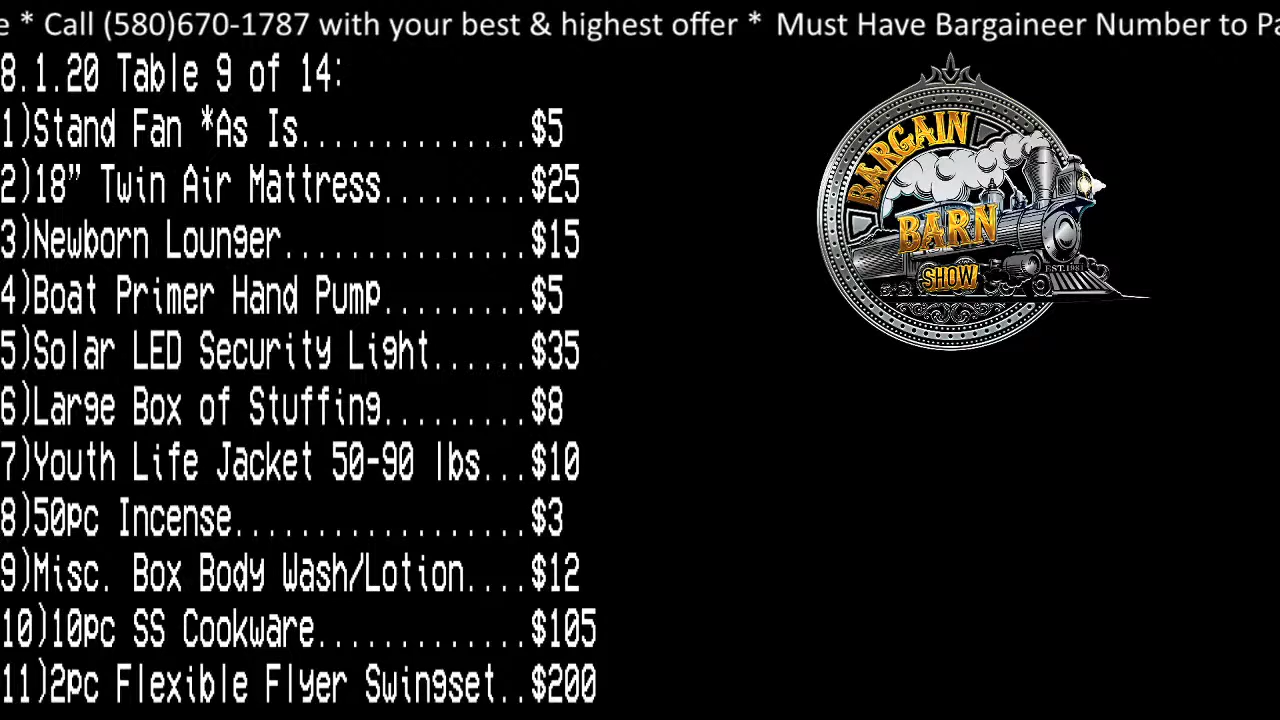 e * Call (580)670-1787 with your best & highest offer * Must Have Bargaineer Number to Pa
8.1.20 Table 9 of 14:
1)Stand Fan *As Is..............$5
2)18” Twin Air Mattress.........$25
3)Newborn Lounger...............$15
4)Boat Primer Hand Pump.........$5
5)Solar LED Security Light......$35
6)Large Box of Stuffing.........$8
7)Youth Life Jacket 50-90 lbs...$10
8)50pc Incense..................$3
9)Misc. Box Body Wash/Lotion....$12
10)10pc SS Cookware.............$105
11)2pc Flexible Flyer Swingset..$200
BARGAIN
BARN
SHOW